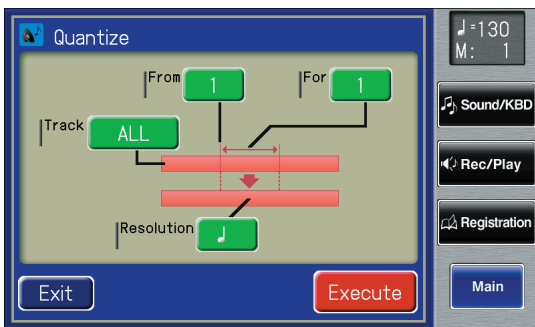 Quantize
♩=130
M: 1
From 1
For 1
Track ALL
Resolution ♩
Sound/KBD
Rec/Play
Registration
Exit
Execute
Main